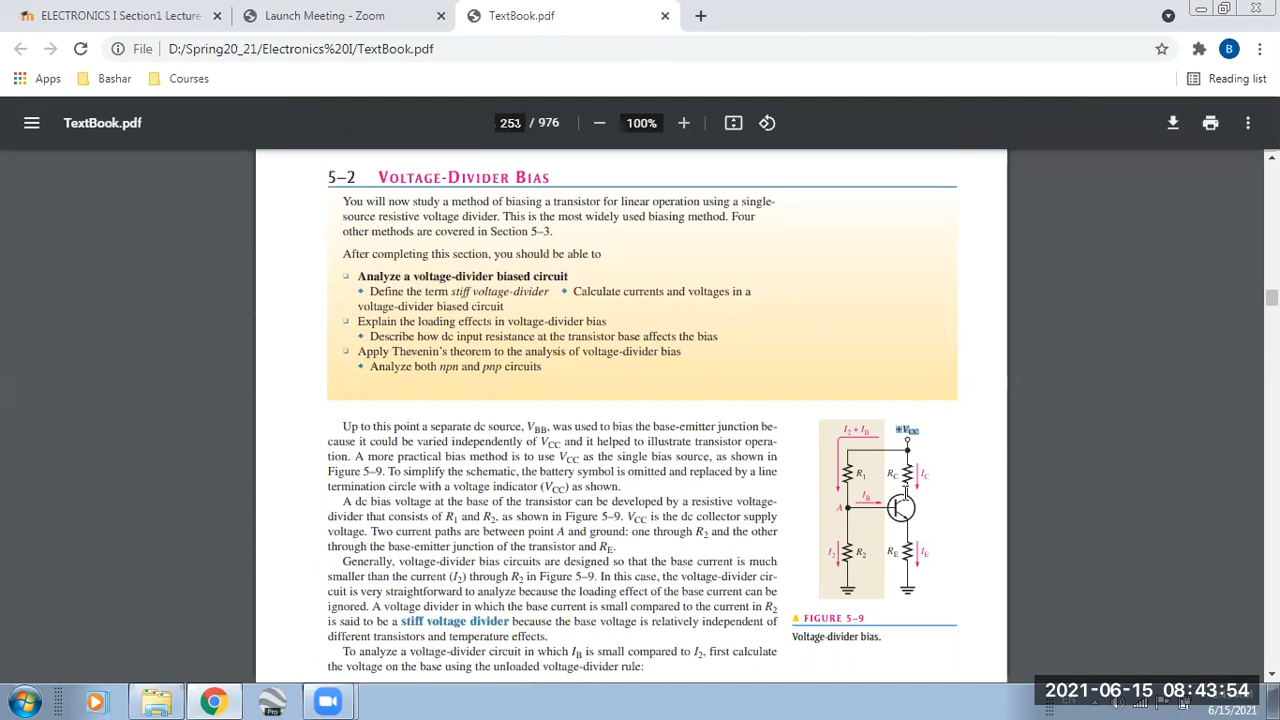 ELECTRONICS I Section1 Lecture
Launch Meeting - Zoom
TextBook.pdf
File
D:/Spring20_21/Electronics%20I/TextBook.pdf
B
Apps
Bashar
Courses
Reading list
TextBook.pdf
253 / 976
100%
5–2 VOLTAGE-DIVIDER BIAS
You will now study a method of biasing a transistor for linear operation using a single-
source resistive voltage divider. This is the most widely used biasing method. Four
other methods are covered in Section 5–3.
After completing this section, you should be able to
Analyze a voltage-divider biased circuit
Define the term stiff voltage-divider Calculate currents and voltages in a
voltage-divider biased circuit
Explain the loading effects in voltage-divider bias
Describe how dc input resistance at the transistor base affects the bias
Apply Thevenin's theorem to the analysis of voltage-divider bias
Analyze both npn and pnp circuits
Up to this point a separate dc source, VBB, was used to bias the base-emitter junction be-
cause it could be varied independently of VCC and it helped to illustrate transistor opera-
tion. A more practical bias method is to use VCC as the single bias source, as shown in
Figure 5–9. To simplify the schematic, the battery symbol is omitted and replaced by a line
termination circle with a voltage indicator (VCC) as shown.
A dc bias voltage at the base of the transistor can be developed by a resistive voltage-
divider that consists of R1 and R2, as shown in Figure 5–9. VCC is the dc collector supply
voltage. Two current paths are between point A and ground: one through R2 and the other
through the base-emitter junction of the transistor and RE.
Generally, voltage-divider bias circuits are designed so that the base current is much
smaller than the current (I2) through R2 in Figure 5–9. In this case, the voltage-divider cir-
cuit is very straightforward to analyze because the loading effect of the base current can be
ignored. A voltage divider in which the base current is small compared to the current in R2
is said to be a stiff voltage divider because the base voltage is relatively independent of
different transistors and temperature effects.
To analyze a voltage-divider circuit in which IB is small compared to I2, first calculate
the voltage on the base using the unloaded voltage-divider rule:
I2 + IB
+VCC
R1
RC
IC
IB
A
I2
R2
RE
IE
FIGURE 5–9
Voltage-divider bias.
Pro
2021-06-15 08:43:54
6/15/2021